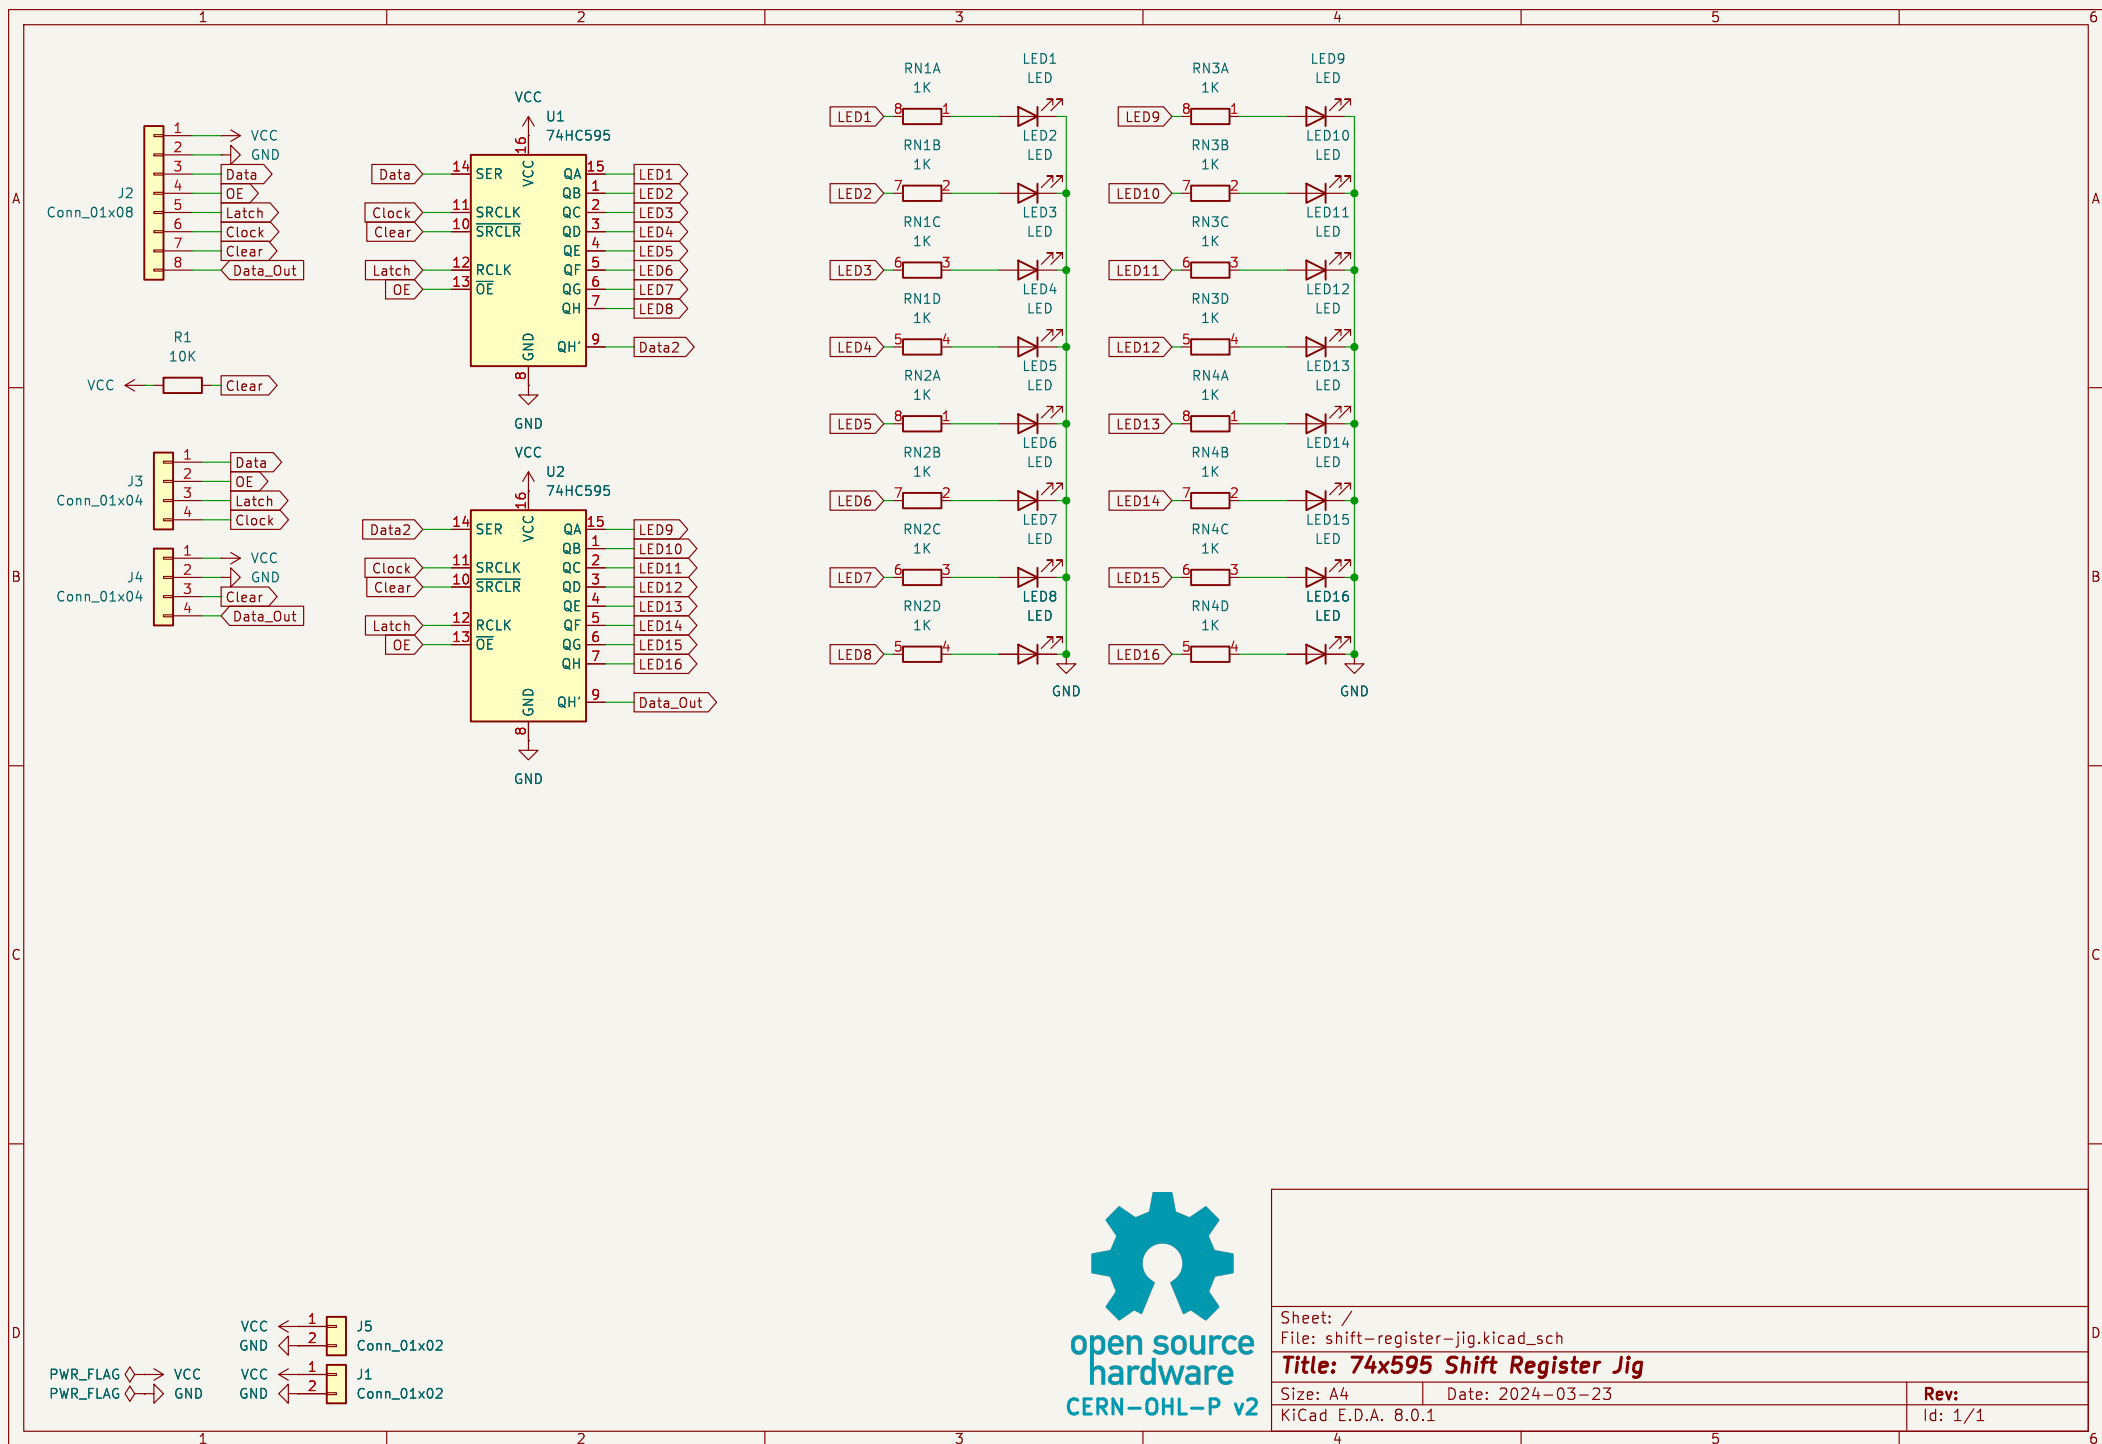 1 2 3 4 5 6
A A
B B
C C
D D
J2
Conn_01x08
1 VCC
2 GND
3 Data
4 OE
5 Latch
6 Clock
7 Clear
8 Data_Out
R1
10K
VCC Clear
J3
Conn_01x04
1 Data
2 OE
3 Latch
4 Clock
J4
Conn_01x04
1 VCC
2 GND
3 Clear
4 Data_Out
VCC
U1
74HC595
16 VCC
Data 14 SER QA 15 LED1
QB 1 LED2
Clock 11 SRCLK QC 2 LED3
Clear 10 SRCLR QD 3 LED4
QE 4 LED5
Latch 12 RCLK QF 5 LED6
OE 13 OE QG 6 LED7
QH 7 LED8
QH' 9 Data2
8 GND
GND
VCC
U2
74HC595
16 VCC
Data2 14 SER QA 15 LED9
QB 1 LED10
Clock 11 SRCLK QC 2 LED11
Clear 10 SRCLR QD 3 LED12
QE 4 LED13
Latch 12 RCLK QF 5 LED14
OE 13 OE QG 6 LED15
QH 7 LED16
QH' 9 Data_Out
8 GND
GND
RN1A
1K
LED1
LED
LED1 8 1
RN1B
1K
LED2
LED
LED2 7 2
RN1C
1K
LED3
LED
LED3 6 3
RN1D
1K
LED4
LED
LED4 5 4
RN2A
1K
LED5
LED
LED5 8 1
RN2B
1K
LED6
LED
LED6 7 2
RN2C
1K
LED7
LED
LED7 6 3
RN2D
1K
LED8
LED
LED8 5 4
GND
RN3A
1K
LED9
LED
LED9 8 1
RN3B
1K
LED10
LED
LED10 7 2
RN3C
1K
LED11
LED
LED11 6 3
RN3D
1K
LED12
LED
LED12 5 4
RN4A
1K
LED13
LED
LED13 8 1
RN4B
1K
LED14
LED
LED14 7 2
RN4C
1K
LED15
LED
LED15 6 3
RN4D
1K
LED16
LED
LED16 5 4
GND
VCC 1 J5
GND 2 Conn_01x02
PWR_FLAG VCC
PWR_FLAG GND
VCC 1 J1
GND 2 Conn_01x02
open source
hardware
CERN-OHL-P v2
Sheet: /
File: shift-register-jig.kicad_sch
Title: 74x595 Shift Register Jig
Size: A4 Date: 2024-03-23 Rev:
KiCad E.D.A. 8.0.1 Id: 1/1
1 2 3 4 5 6